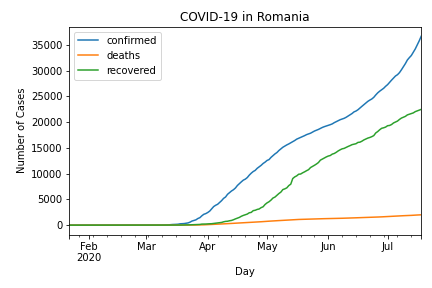 COVID-19 in Romania
confirmed
deaths
recovered
Number of Cases
35000
30000
25000
20000
15000
10000
5000
0
Feb
2020
Mar
Apr
May
Jun
Jul
Day